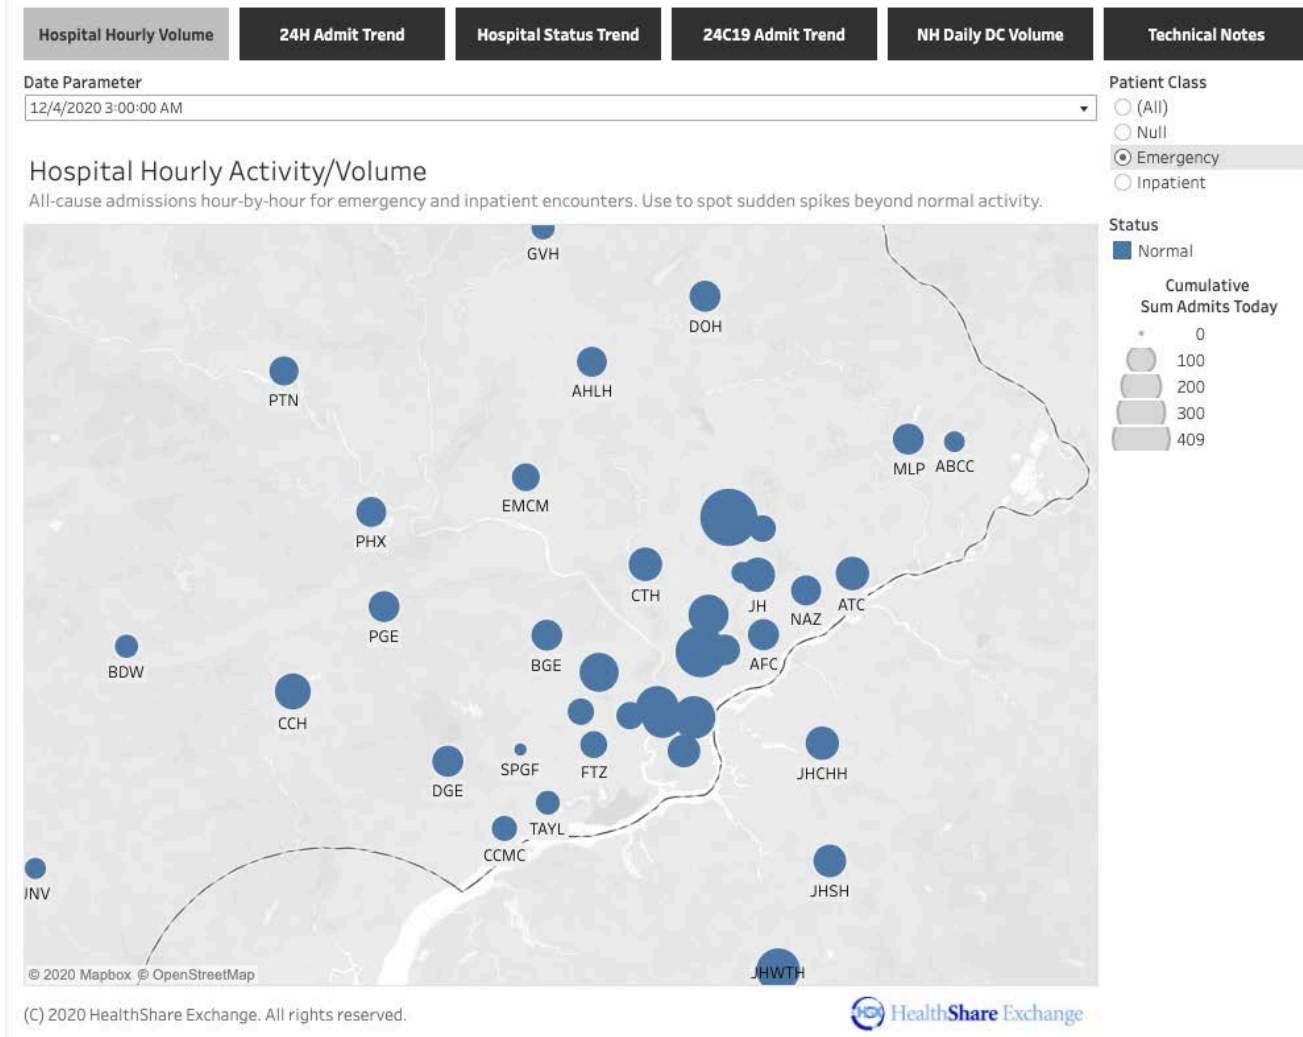 Hospital Hourly Volume
24H Admit Trend
Hospital Status Trend
24C19 Admit Trend
NH Daily DC Volume
Technical Notes
Date Parameter
12/4/2020 3:00:00 AM
Patient Class
(All)
Null
Emergency
Inpatient
Hospital Hourly Activity/Volume
All-cause admissions hour-by-hour for emergency and inpatient encounters. Use to spot sudden spikes beyond normal activity.
Status
Normal
Cumulative
Sum Admits Today
0
100
200
300
409
GVH
DOH
AHLH
PTN
MLP
ABCC
EMCM
PHX
CTH
JH
NAZ
ATC
PGE
BGE
AFC
BDW
CCH
SPGF
FTZ
JHCHH
DGE
TAYL
CCMC
JNV
JHSH
JHWTH
© 2020 Mapbox © OpenStreetMap
(C) 2020 HealthShare Exchange. All rights reserved.
HSX HealthShare Exchange